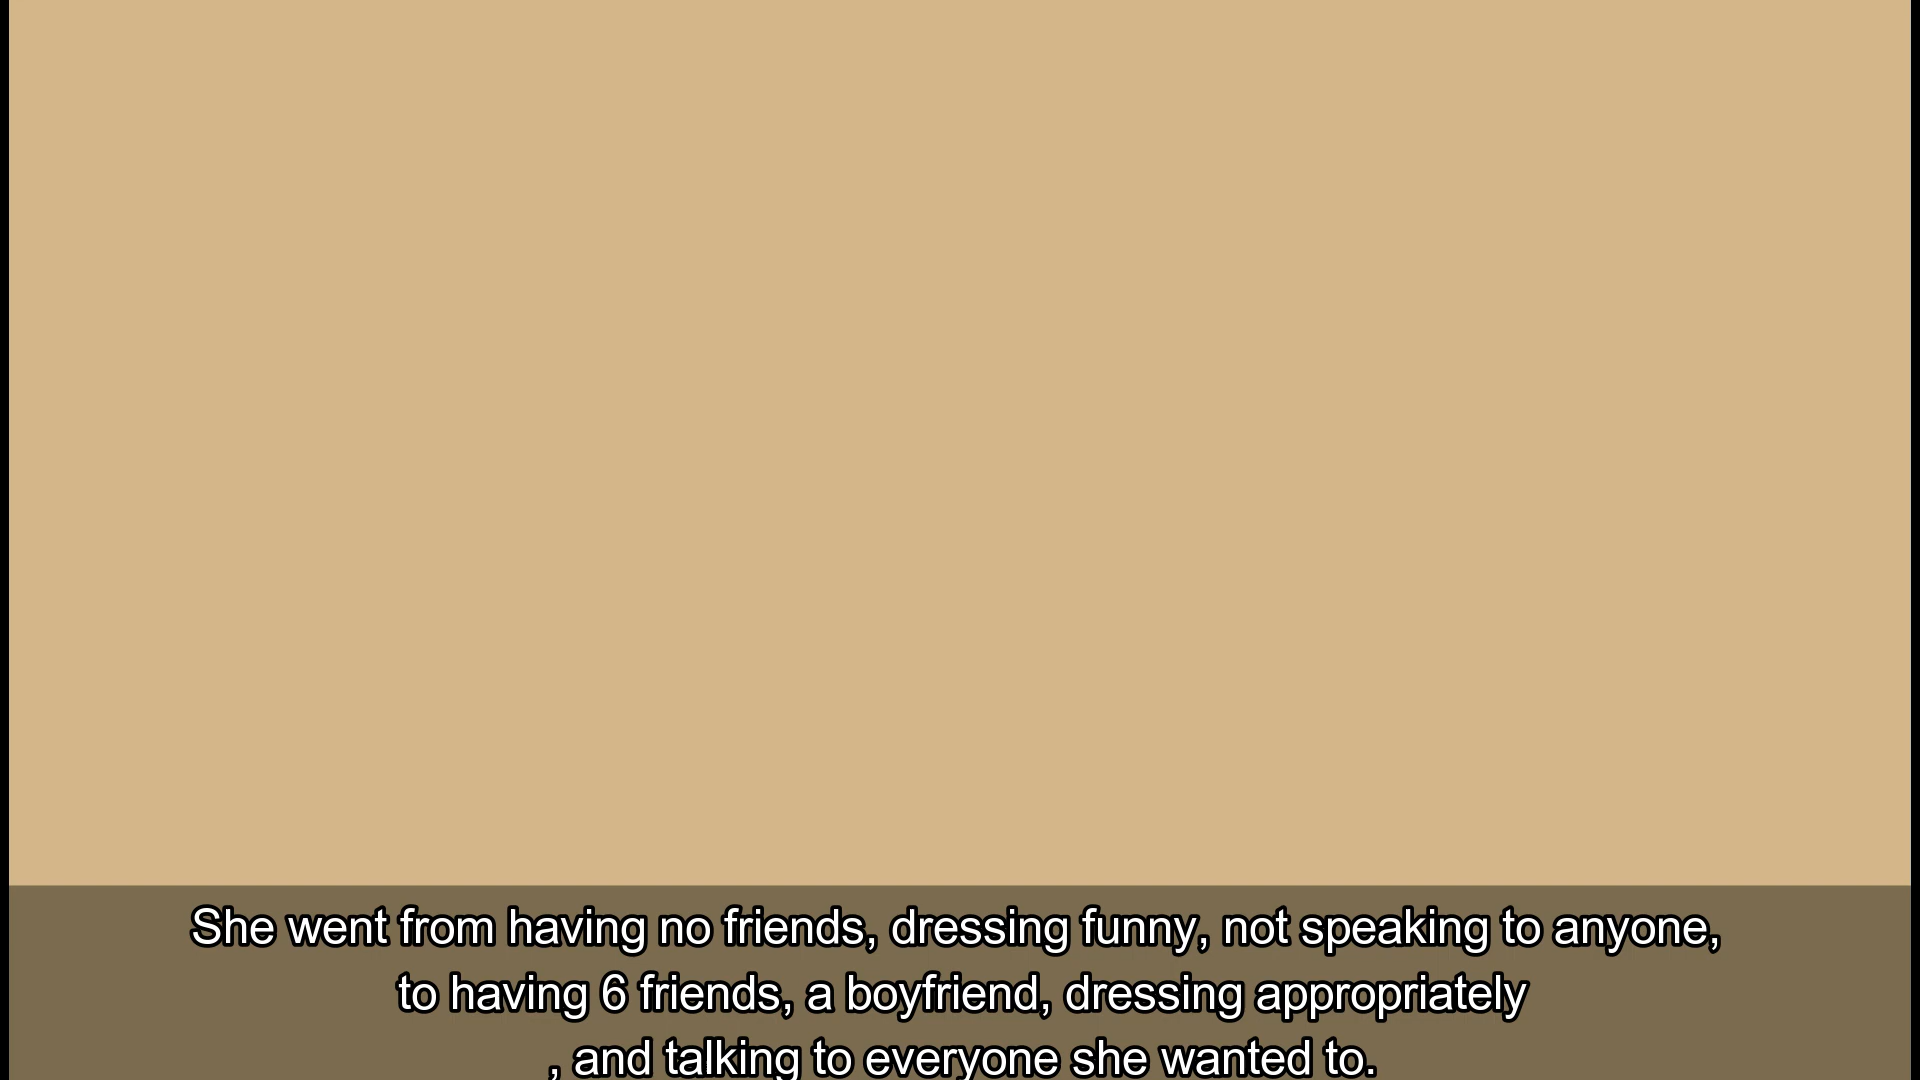 She went from having no friends, dressing funny, not speaking to anyone,
to having 6 friends, a boyfriend, dressing appropriately
, and talking to everyone she wanted to.